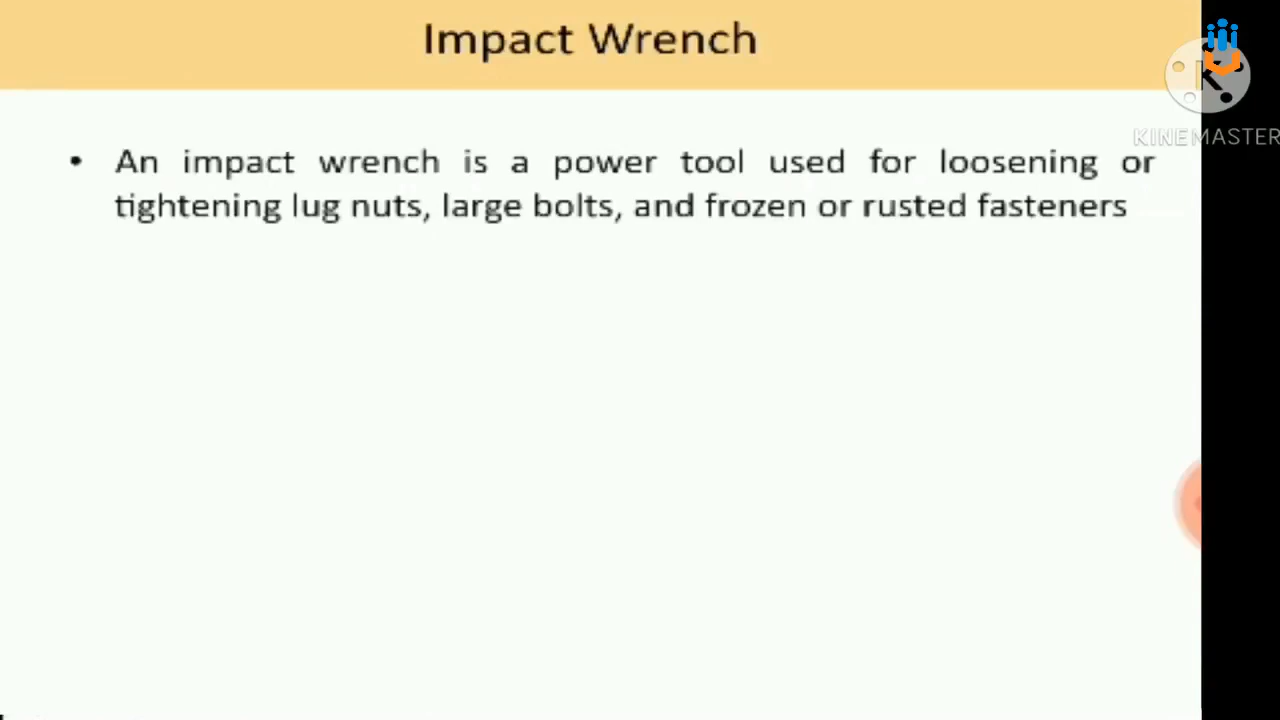 Impact Wrench
KINEMASTER
• An impact wrench is a power tool used for loosening or
tightening lug nuts, large bolts, and frozen or rusted fasteners